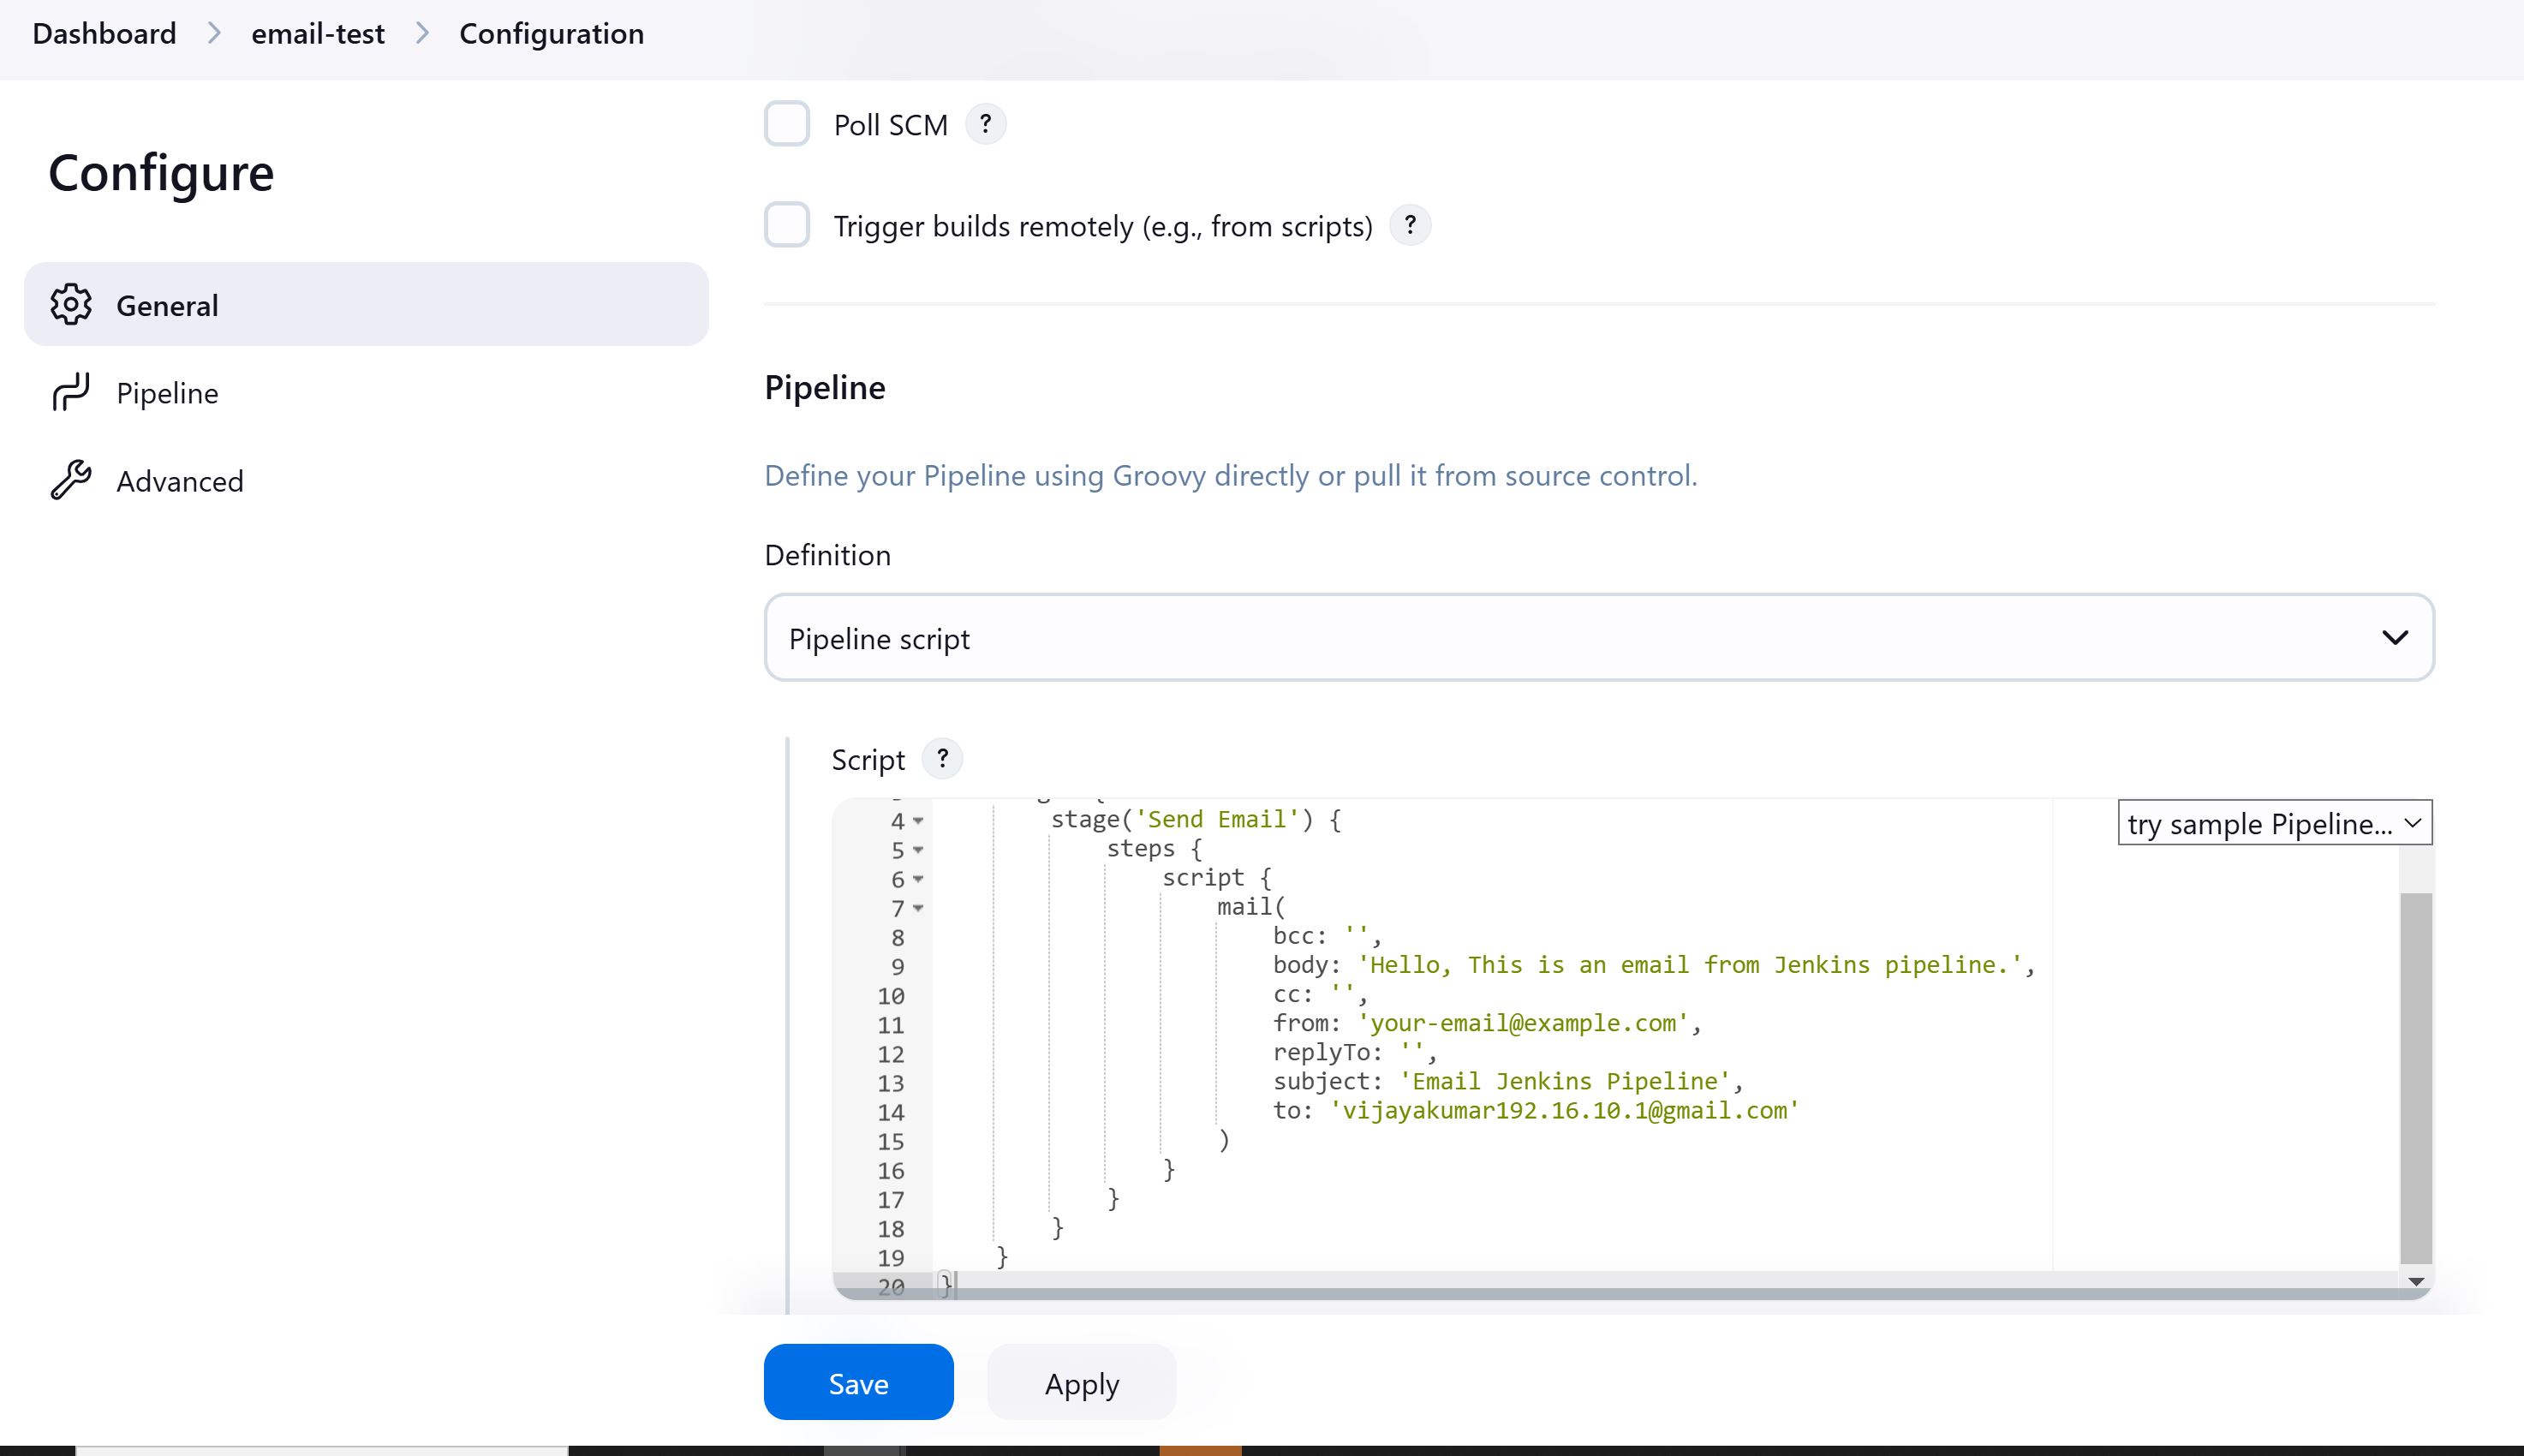 Dashboard > email-test > Configuration
Configure
General
Pipeline
Advanced
Poll SCM ?
Trigger builds remotely (e.g., from scripts) ?
Pipeline
Define your Pipeline using Groovy directly or pull it from source control.
Definition
Pipeline script
Script ?
try sample Pipeline...
4 stage('Send Email') {
5 steps {
6 script {
7 mail(
8 bcc: '',
9 body: 'Hello, This is an email from Jenkins pipeline.',
10 cc: '',
11 from: 'your-email@example.com',
12 replyTo: '',
13 subject: 'Email Jenkins Pipeline',
14 to: 'vijayakumar192.16.10.1@gmail.com'
15 )
16 }
17 }
18 }
19 }
20 }
Save
Apply